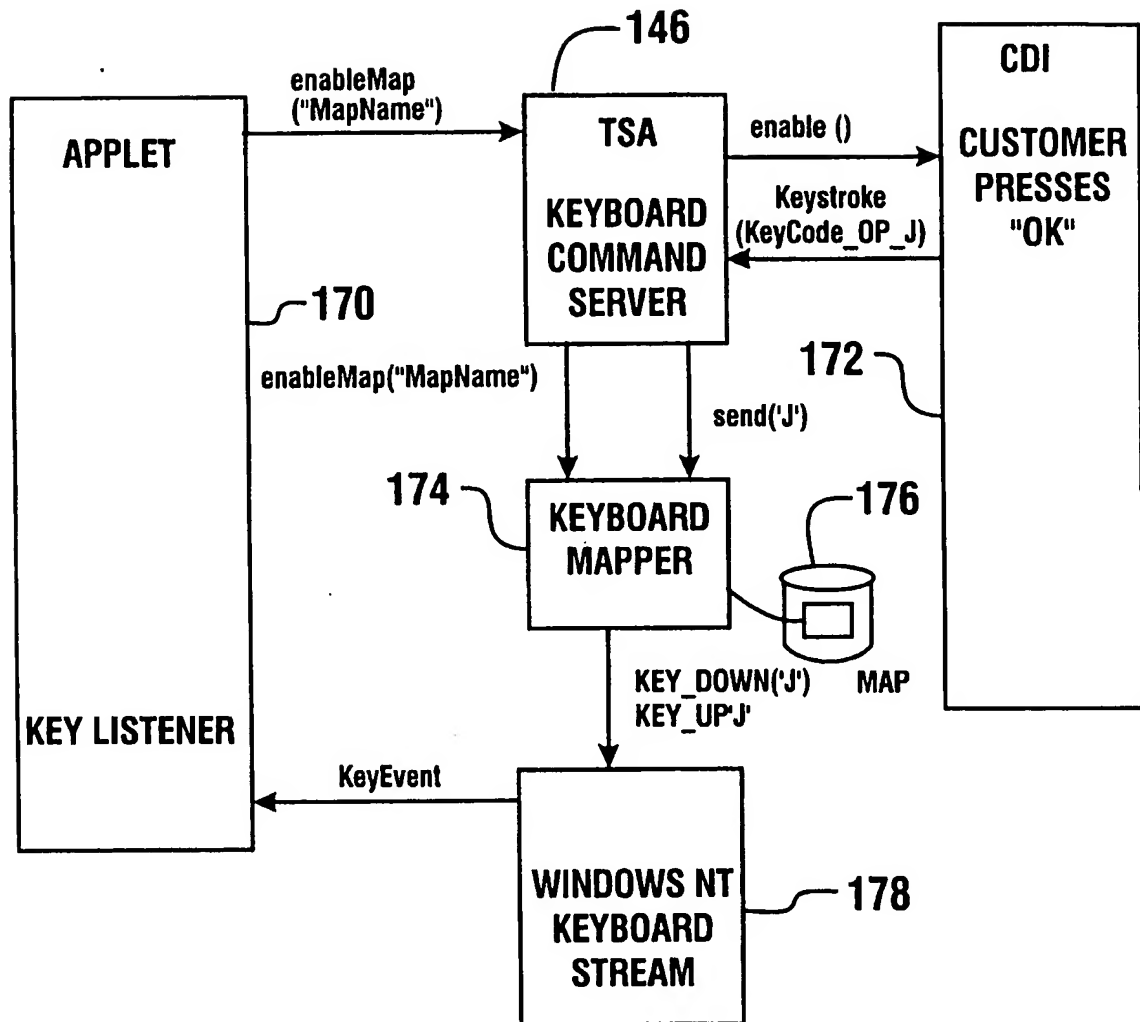 146
enableMap
("MapName")
APPLET
TSA
KEYBOARD
COMMAND
SERVER
enable ()
Keystroke
(KeyCode_OP_J)
CDI
CUSTOMER
PRESSES
"OK"
170
172
enableMap("MapName")
send('J')
174
KEYBOARD
MAPPER
176
MAP
KEY_DOWN('J')
KEY_UP'J'
KEY LISTENER
KeyEvent
WINDOWS NT
KEYBOARD
STREAM
178